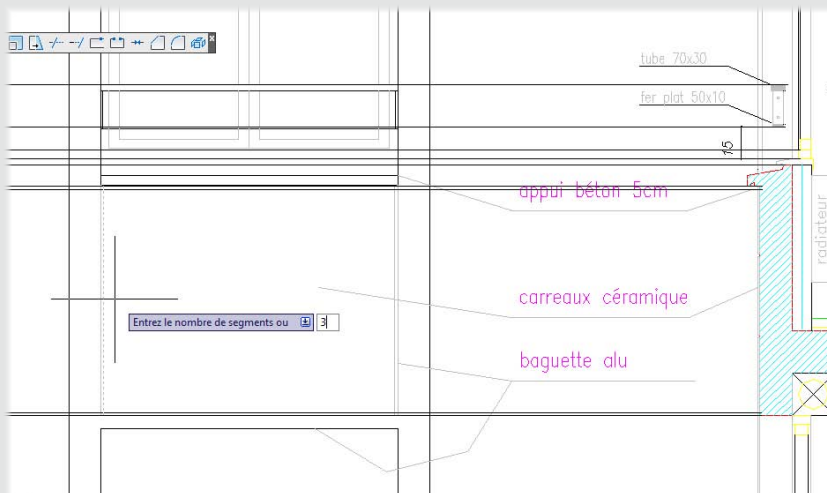 tube 70x30
fer plat 50x10
15
appui béton 5cm
radiateur
carreaux céramique
Entrez le nombre de segments ou 3
baguette alu